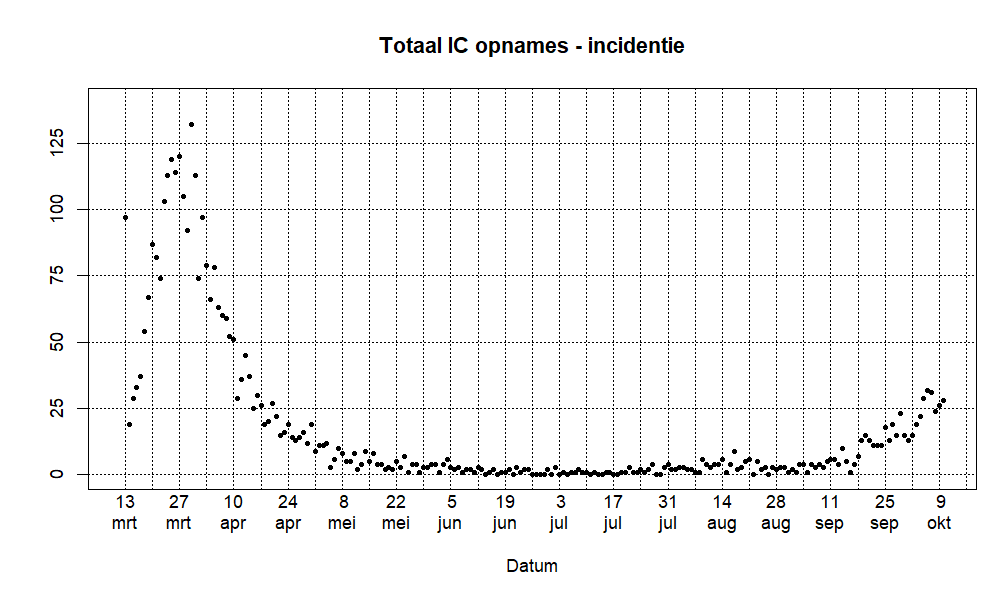 Totaal IC opnames - incidentie
125
100
75
50
25
0
13 27 10 24 8 22 5 19 3 17 31 14 28 11 25 9
mrt mrt apr apr mei mei jun jun jul jul jul aug aug sep sep okt
Datum